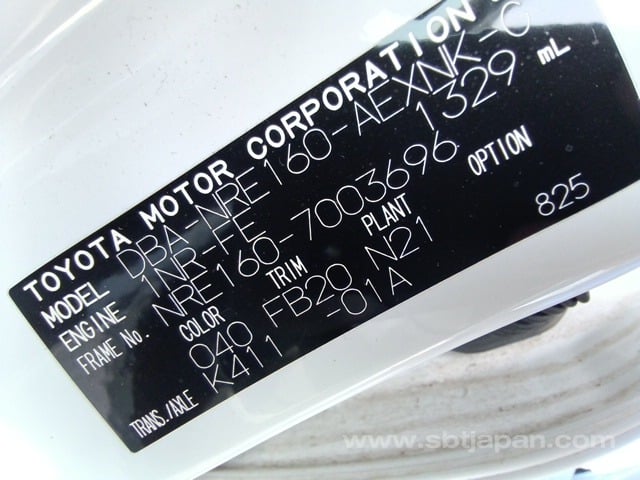 TOYOTA MOTOR CORPORATION
MODEL DBA-NRE160-AEXNK-C
ENGINE 1NR-FE 1329 mL
FRAME No. NRE160-7003696
COLOR TRIM PLANT OPTION
040 FB20 N21 825
TRANS./AXLE K411 -01A
www.sbtjapan.com